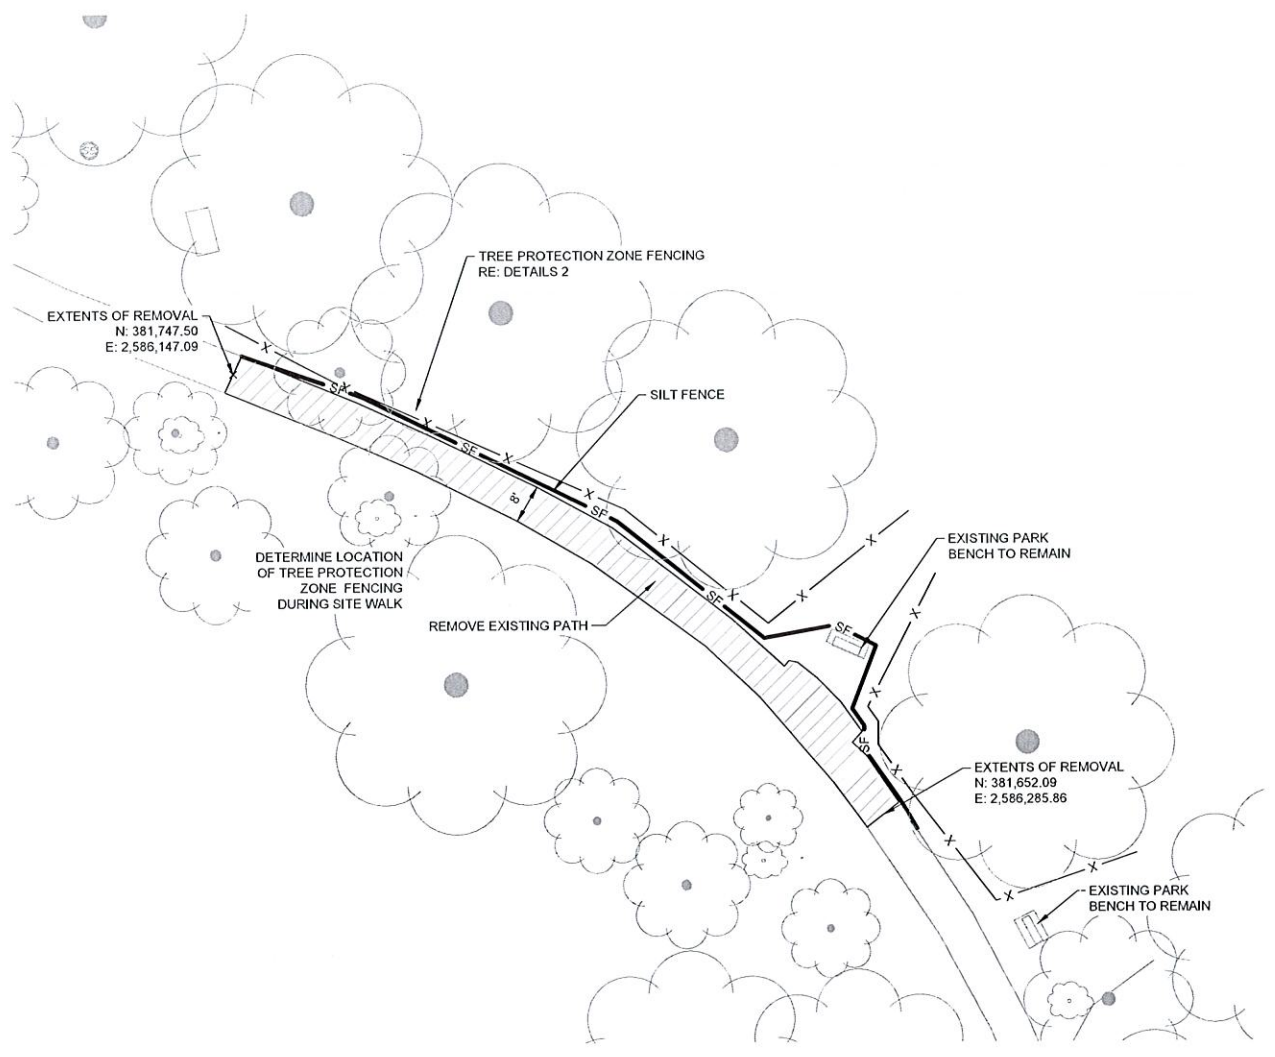 SS
TREE PROTECTION ZONE FENCING
RE: DETAILS 2
EXTENTS OF REMOVAL
N: 381,747.50
E: 2,586,147.09
X
SF
X
X
SILT FENCE
SF
X
X
8'
SF
X
X
DETERMINE LOCATION
OF TREE PROTECTION
ZONE FENCING
DURING SITE WALK
EXISTING PARK
BENCH TO REMAIN
SF
X
X
X
REMOVE EXISTING PATH
SF
X
SF
X
EXTENTS OF REMOVAL
N: 381,652.09
E: 2,586,285.86
X
X
X
EXISTING PARK
BENCH TO REMAIN